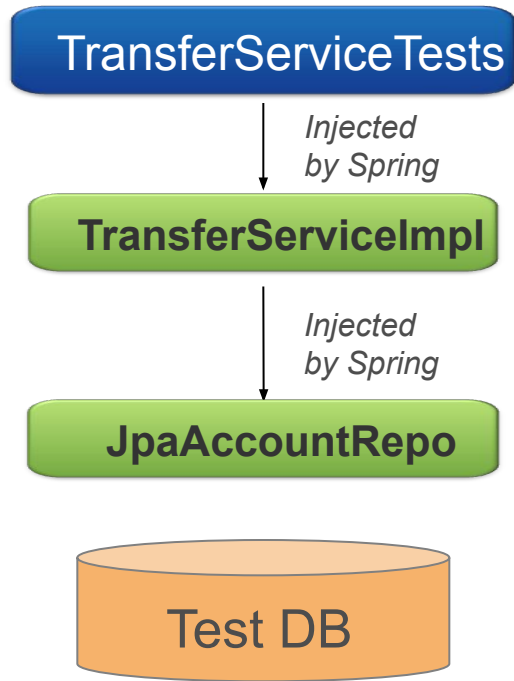 TransferServiceTests
Injected
by Spring
TransferServiceImpl
Injected
by Spring
JpaAccountRepo
Test DB